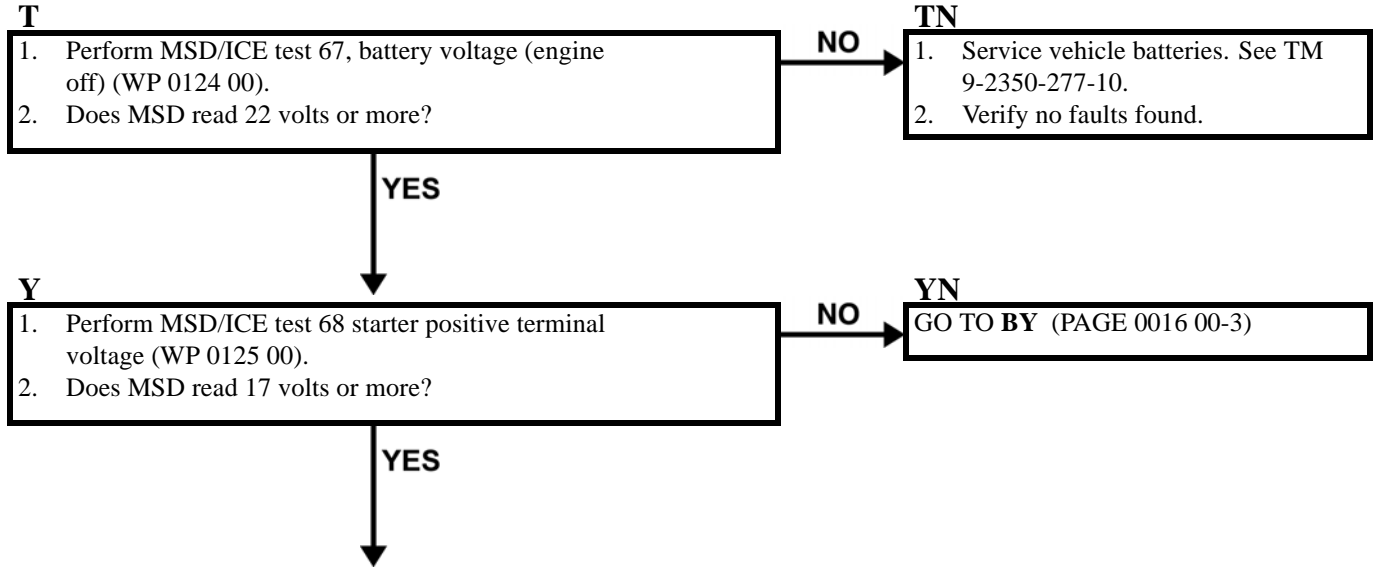 T
1. Perform MSD/ICE test 67, battery voltage (engine
off) (WP 0124 00).
2. Does MSD read 22 volts or more?
NO
TN
1. Service vehicle batteries. See TM
9-2350-277-10.
2. Verify no faults found.
YES
Y
1. Perform MSD/ICE test 68 starter positive terminal
voltage (WP 0125 00).
2. Does MSD read 17 volts or more?
NO
YN
GO TO BY (PAGE 0016 00-3)
YES